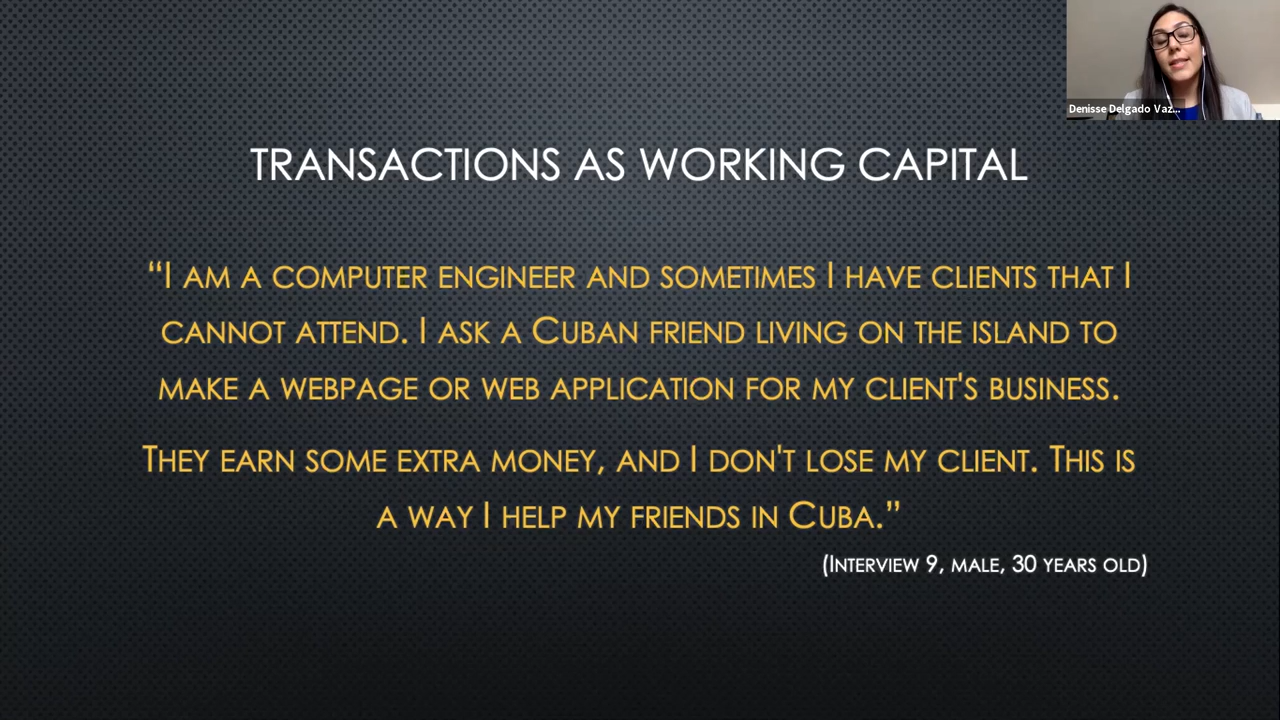 Denisse Delgado Vaz...
TRANSACTIONS AS WORKING CAPITAL
“I AM A COMPUTER ENGINEER AND SOMETIMES I HAVE CLIENTS THAT I
CANNOT ATTEND. I ASK A CUBAN FRIEND LIVING ON THE ISLAND TO
MAKE A WEBPAGE OR WEB APPLICATION FOR MY CLIENT'S BUSINESS.
THEY EARN SOME EXTRA MONEY, AND I DON'T LOSE MY CLIENT. THIS IS
A WAY I HELP MY FRIENDS IN CUBA.”
(INTERVIEW 9, MALE, 30 YEARS OLD)